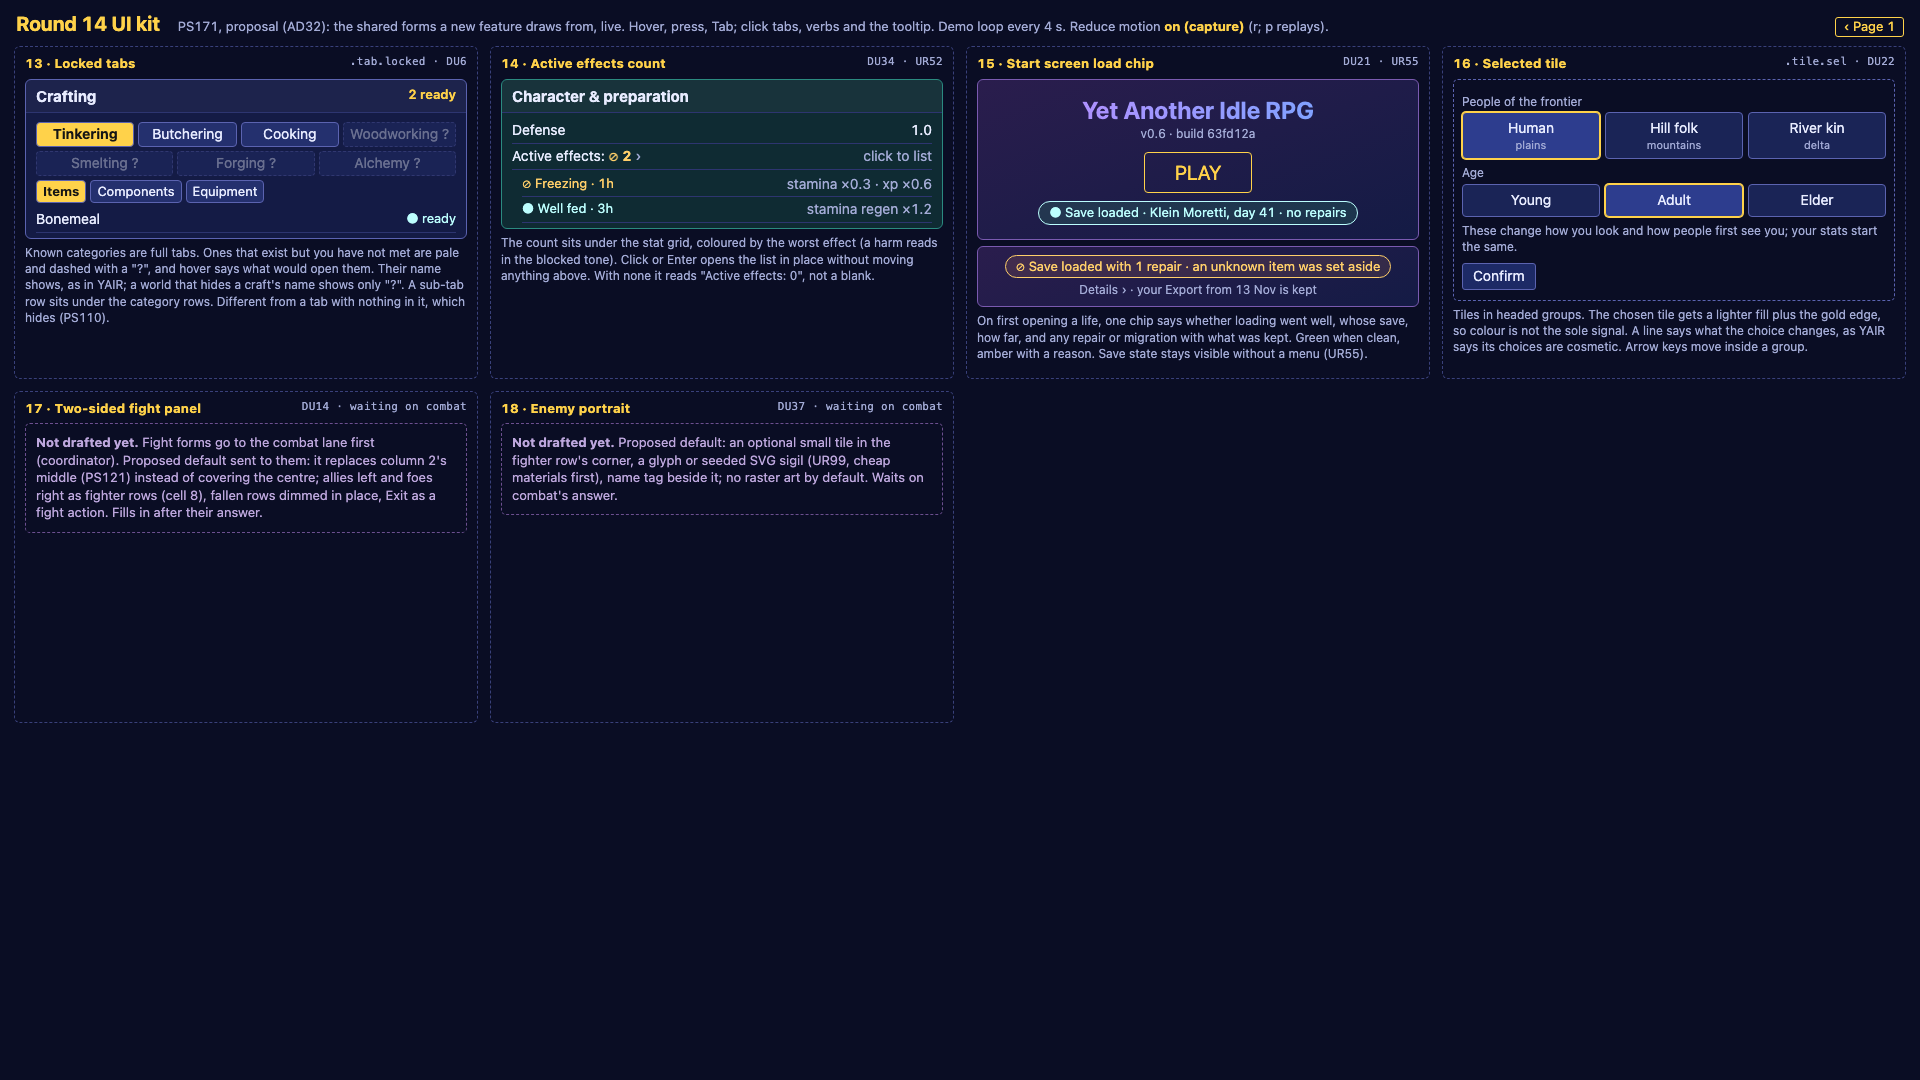 Round 14 UI kit
PS171, proposal (AD32): the shared forms a new feature draws from, live. Hover, press, Tab; click tabs, verbs and the tooltip. Demo loop every 4 s. Reduce motion on (capture) (r; p replays).
‹ Page 1
13 · Locked tabs
.tab.locked · DU6
Crafting
2 ready
Tinkering
Butchering
Cooking
Woodworking ?
Smelting ?
Forging ?
Alchemy ?
Items
Components
Equipment
Bonemeal
ready
Known categories are full tabs. Ones that exist but you have not met are pale
and dashed with a "?", and hover says what would open them. Their name
shows, as in YAIR; a world that hides a craft's name shows only "?". A sub-tab
row sits under the category rows. Different from a tab with nothing in it, which
hides (PS110).
14 · Active effects count
DU34 · UR52
Character & preparation
Defense
1.0
Active effects: ⊘ 2 ›
click to list
⊘ Freezing · 1h
stamina ×0.3 · xp ×0.6
Well fed · 3h
stamina regen ×1.2
The count sits under the stat grid, coloured by the worst effect (a harm reads
in the blocked tone). Click or Enter opens the list in place without moving
anything above. With none it reads "Active effects: 0", not a blank.
15 · Start screen load chip
DU21 · UR55
Yet Another Idle RPG
v0.6 · build 63fd12a
PLAY
Save loaded · Klein Moretti, day 41 · no repairs
⊘ Save loaded with 1 repair · an unknown item was set aside
Details › · your Export from 13 Nov is kept
On first opening a life, one chip says whether loading went well, whose save,
how far, and any repair or migration with what was kept. Green when clean,
amber with a reason. Save state stays visible without a menu (UR55).
16 · Selected tile
.tile.sel · DU22
People of the frontier
Human
plains
Hill folk
mountains
River kin
delta
Age
Young
Adult
Elder
These change how you look and how people first see you; your stats start
the same.
Confirm
Tiles in headed groups. The chosen tile gets a lighter fill plus the gold edge,
so colour is not the sole signal. A line says what the choice changes, as YAIR
says its choices are cosmetic. Arrow keys move inside a group.
17 · Two-sided fight panel
DU14 · waiting on combat
Not drafted yet. Fight forms go to the combat lane first
(coordinator). Proposed default sent to them: it replaces column 2's
middle (PS121) instead of covering the centre; allies left and foes
right as fighter rows (cell 8), fallen rows dimmed in place, Exit as a
fight action. Fills in after their answer.
18 · Enemy portrait
DU37 · waiting on combat
Not drafted yet. Proposed default: an optional small tile in the
fighter row's corner, a glyph or seeded SVG sigil (UR99, cheap
materials first), name tag beside it; no raster art by default. Waits on
combat's answer.